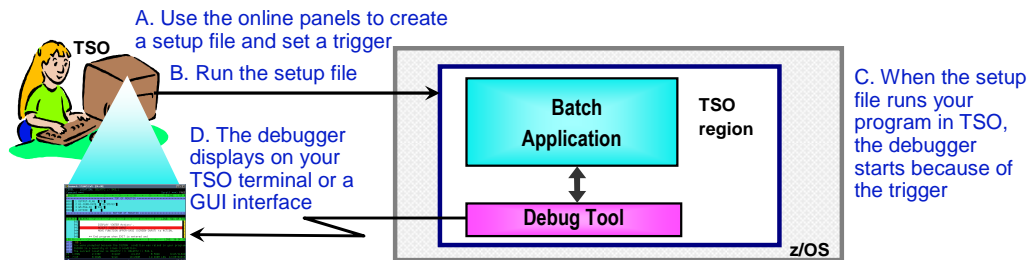 A. Use the online panels to create
a setup file and set a trigger
TSO
B. Run the setup file
Batch
Application
TSO
region
C. When the setup
file runs your
program in TSO,
the debugger
starts because of
the trigger
D. The debugger
displays on your
TSO terminal or a
GUI interface
Debug Tool
z/OS